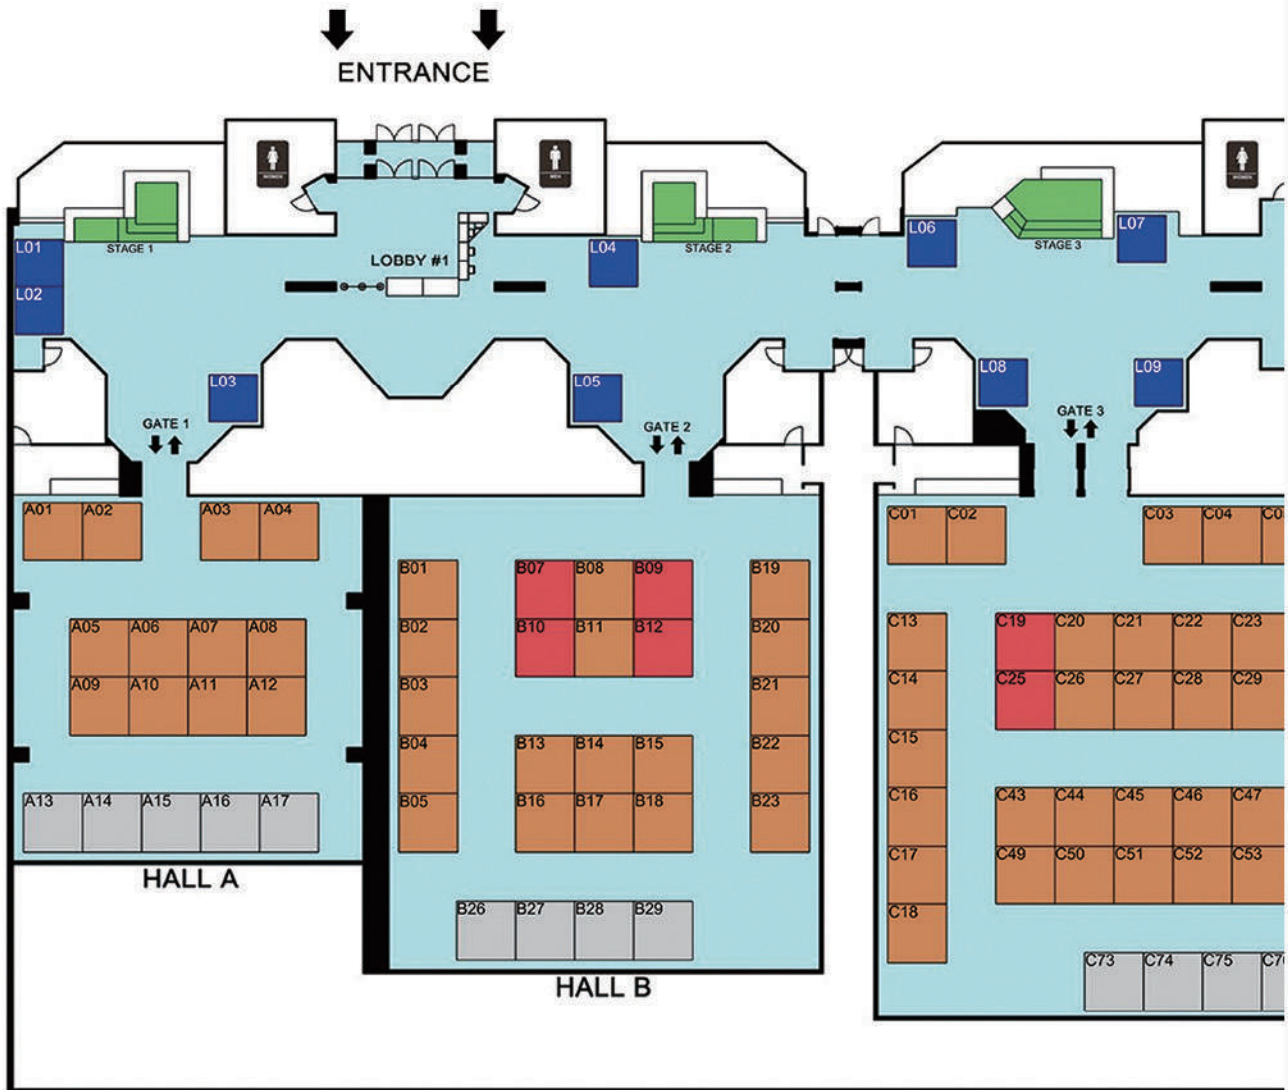 ENTRANCE
WOMEN
MEN
WOMEN
L01
STAGE 1
L04
STAGE 2
L06
STAGE 3
L07
LOBBY #1
L02
L03
L05
L08
L09
GATE 1
GATE 2
GATE 3
A01 A02 A03 A04
A05 A06 A07 A08
A09 A10 A11 A12
A13 A14 A15 A16 A17
HALL A
B01 B07 B08 B09 B19
B02 B10 B11 B12 B20
B03 B21
B04 B13 B14 B15 B22
B05 B16 B17 B18 B23
B26 B27 B28 B29
HALL B
C01 C02 C03 C04
C13 C19 C20 C21 C22 C23
C14 C25 C26 C27 C28 C29
C15
C16 C43 C44 C45 C46 C47
C17 C49 C50 C51 C52 C53
C18
C73 C74 C75